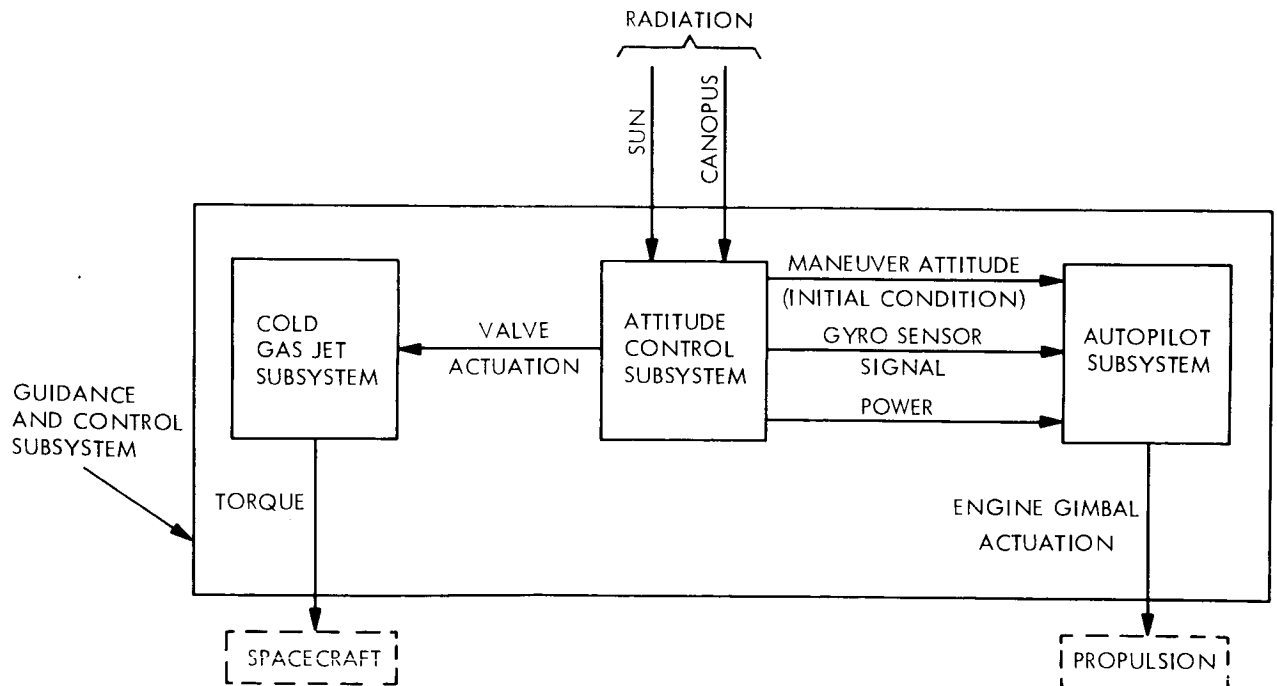 RADIATION
SUN
CANOPUS
COLD
GAS JET
SUBSYSTEM
VALVE
ACTUATION
ATTITUDE
CONTROL
SUBSYSTEM
MANEUVER ATTITUDE
(INITIAL CONDITION)
GYRO SENSOR
SIGNAL
POWER
AUTOPILOT
SUBSYSTEM
GUIDANCE
AND CONTROL
SUBSYSTEM
TORQUE
ENGINE GIMBAL
ACTUATION
SPACECRAFT
PROPULSION